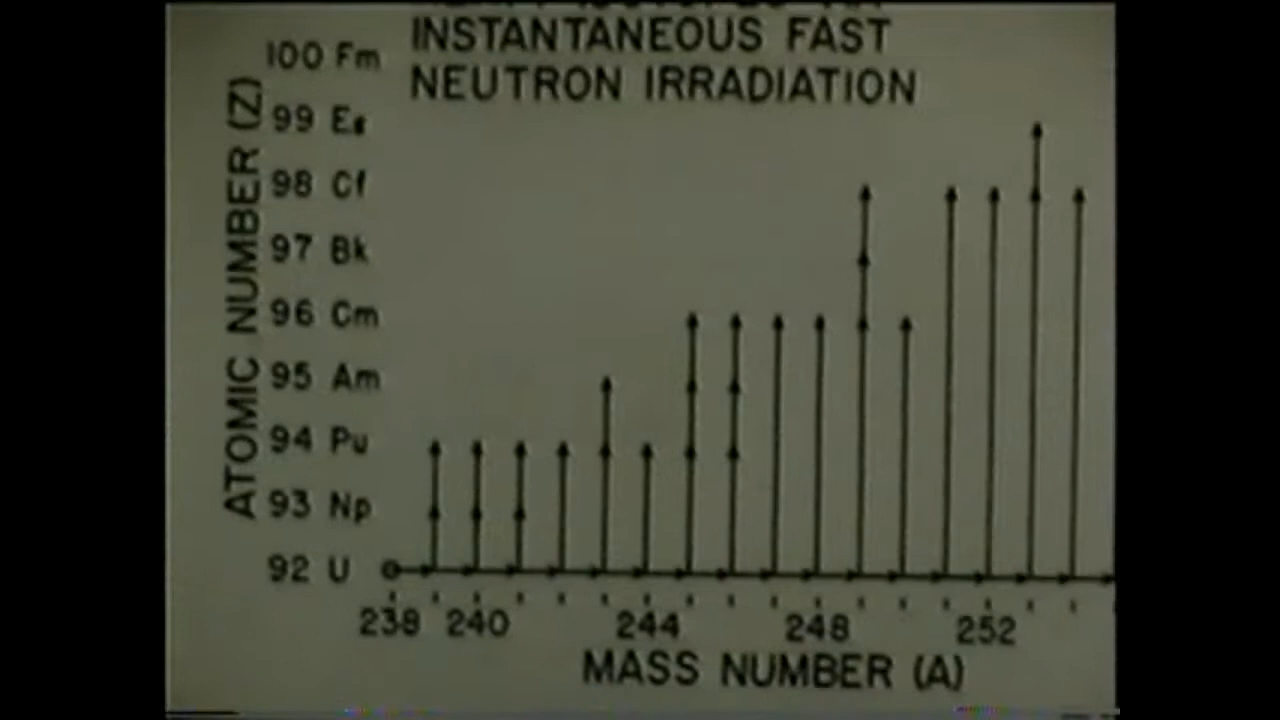 INSTANTANEOUS FAST
NEUTRON IRRADIATION
ATOMIC NUMBER (Z)
100 Fm
99 Es
98 Cf
97 Bk
96 Cm
95 Am
94 Pu
93 Np
92 U
238 240 244 248 252
MASS NUMBER (A)